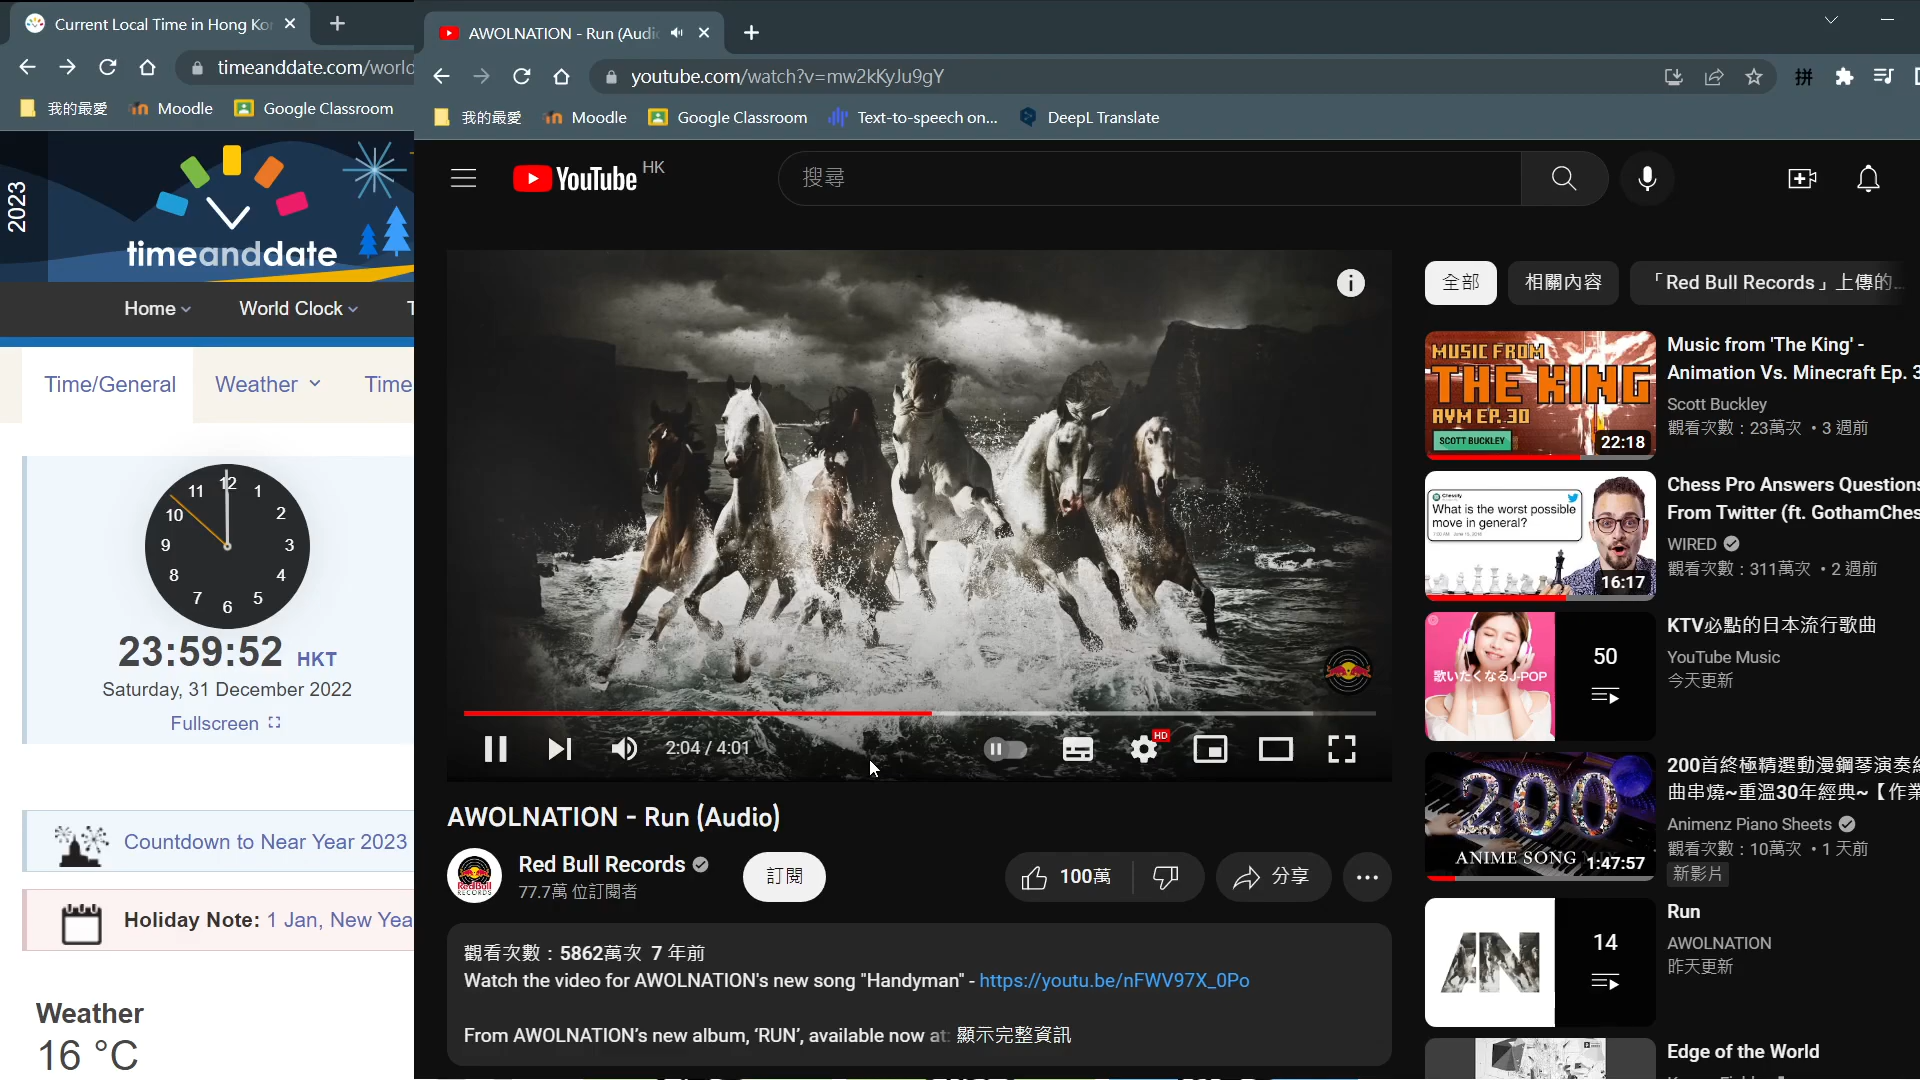 Current Local Time in Hong Ko
timeanddate.com/world
我的最愛
Moodle
Google Classroom
2023
timeanddate
Home
World Clock
Time/General
Weather
Time
12
1
2
3
4
5
6
7
8
9
10
11
23:59:52 HKT
Saturday, 31 December 2022
Fullscreen
Countdown to Near Year 2023
Holiday Note: 1 Jan, New Yea
Weather
16 °C
AWOLNATION - Run (Audio
youtube.com/watch?v=mw2kKyJu9gY
拼
我的最愛
Moodle
Google Classroom
Text-to-speech on...
DeepL Translate
YouTube HK
搜尋
2:04 / 4:01
HD
AWOLNATION - Run (Audio)
RedBull
RECORDS
Red Bull Records
77.7萬 位訂閱者
訂閱
100萬
分享
觀看次數：5862萬次 7 年前
Watch the video for AWOLNATION's new song "Handyman" - https://youtu.be/nFWV97X_0Po
From AWOLNATION's new album, ‘RUN’, available now at: 顯示完整資訊
全部
相關內容
「Red Bull Records」上傳的...
MUSIC FROM
THE KING
AVM EP. 30
SCOTT BUCKLEY
22:18
Music from 'The King' -
Animation Vs. Minecraft Ep. 3
Scott Buckley
觀看次數：23萬次 • 3 週前
What is the worst possible
move in general?
16:17
Chess Pro Answers Questions
From Twitter (ft. GothamChes
WIRED
觀看次數：311萬次 • 2 週前
歌いたくなるJ-POP
50
KTV必點的日本流行歌曲
YouTube Music
今天更新
200
ANIME SONG
1:47:57
200首終極精選動漫鋼琴演奏組
曲串燒~重溫30年經典~【作業
Animenz Piano Sheets
觀看次數：10萬次 • 1 天前
新影片
AN
14
Run
AWOLNATION
昨天更新
Edge of the World